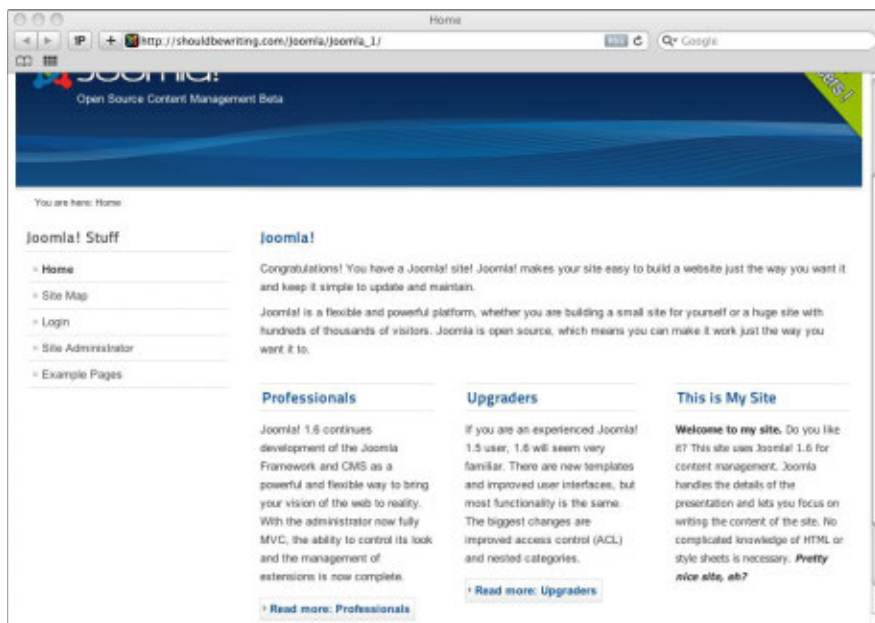 Home
http://shouldbewriting.com/Joomla/Joomla_1/
RSS
Google
Joomla!
Open Source Content Management Beta
You are here: Home
Joomla! Stuff
Home
Site Map
Login
Site Administrator
Example Pages
Joomla!
Congratulations! You have a Joomla! site! Joomla! makes your site easy to build a website just the way you want it
and keep it simple to update and maintain.
Joomla! is a flexible and powerful platform, whether you are building a small site for yourself or a huge site with
hundreds of thousands of visitors. Joomla is open source, which means you can make it work just the way you
want it to.
Professionals
Joomla! 1.6 continues
development of the Joomla
Framework and CMS as a
powerful and flexible way to bring
your vision of the web to reality.
With the administrator now fully
MVC, the ability to control its look
and the management of
extensions is now complete.
Read more: Professionals
Upgraders
If you are an experienced Joomla!
1.5 user, 1.6 will seem very
familiar. There are new templates
and improved user interfaces, but
most functionality is the same.
The biggest changes are
improved access control (ACL)
and nested categories.
Read more: Upgraders
This is My Site
Welcome to my site. Do you like
it? This site uses Joomla! 1.6 for
content management. Joomla
handles the details of the
presentation and lets you focus on
writing the content of the site. No
complicated knowledge of HTML or
style sheets is necessary. Pretty
nice site, eh?